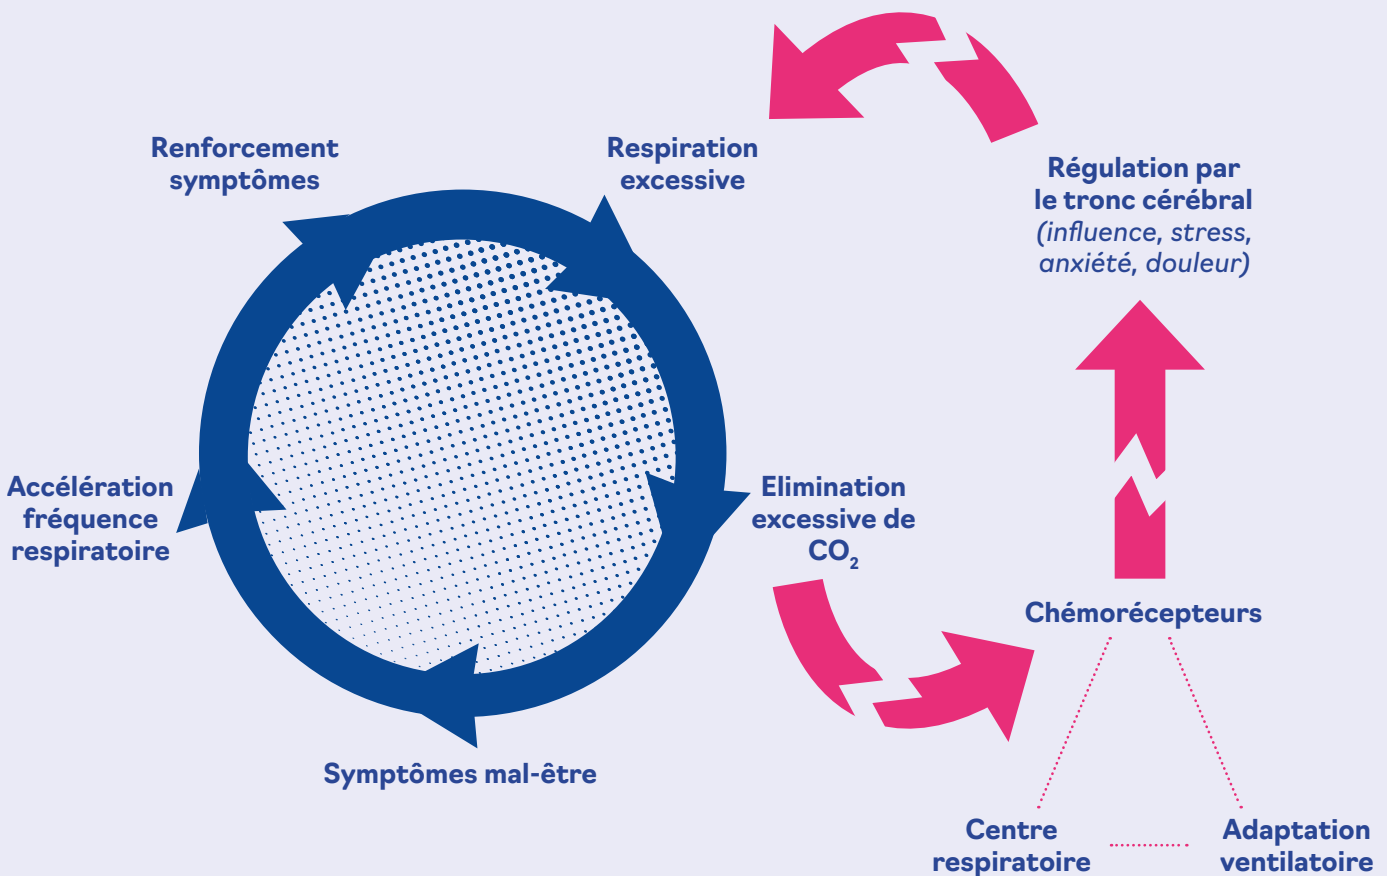 Renforcement
symptômes
Respiration
excessive
Régulation par
le tronc cérébral
(influence, stress,
anxiété, douleur)
Accélération
fréquence
respiratoire
Elimination
excessive de
CO₂
Chémorécepteurs
Symptômes mal-être
Centre
respiratoire
Adaptation
ventilatoire